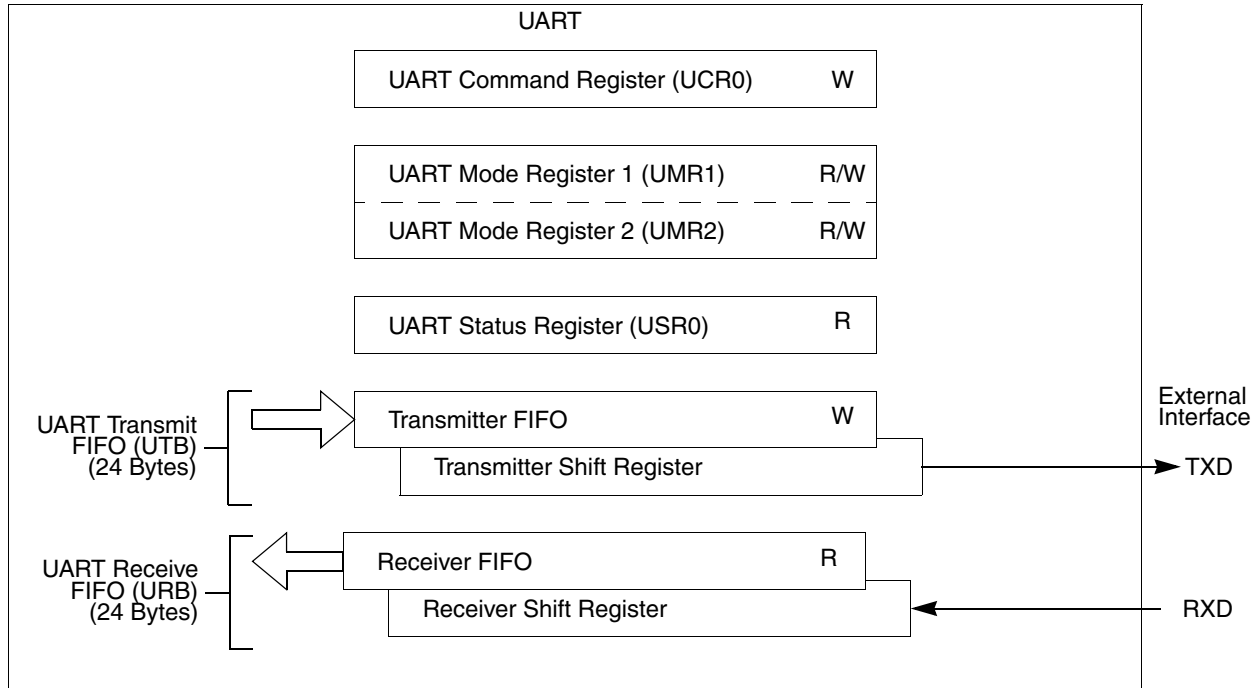 UART
UART Command Register (UCR0) W
UART Mode Register 1 (UMR1) R/W
UART Mode Register 2 (UMR2) R/W
UART Status Register (USR0) R
UART Transmit
FIFO (UTB)
(24 Bytes)
Transmitter FIFO W
Transmitter Shift Register
External
Interface
TXD
UART Receive
FIFO (URB)
(24 Bytes)
Receiver FIFO R
Receiver Shift Register
RXD